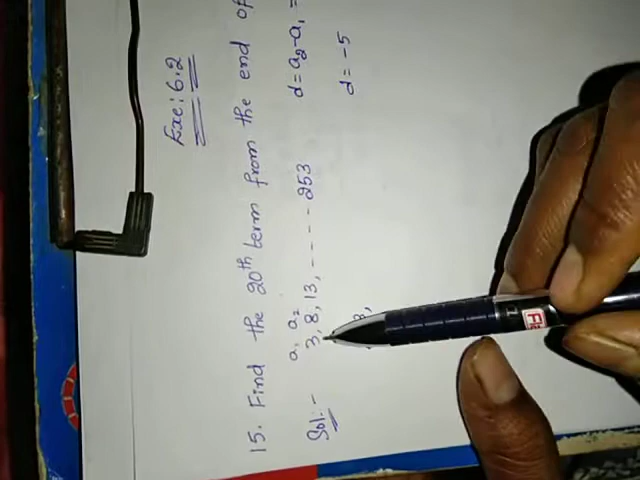 Exe: 6.2
15. Find the 20th term from the end of
a₁ a₂
Sol:- 3, 8, 13, - - - - - 253 d = a₂-a₁ =
d = -5